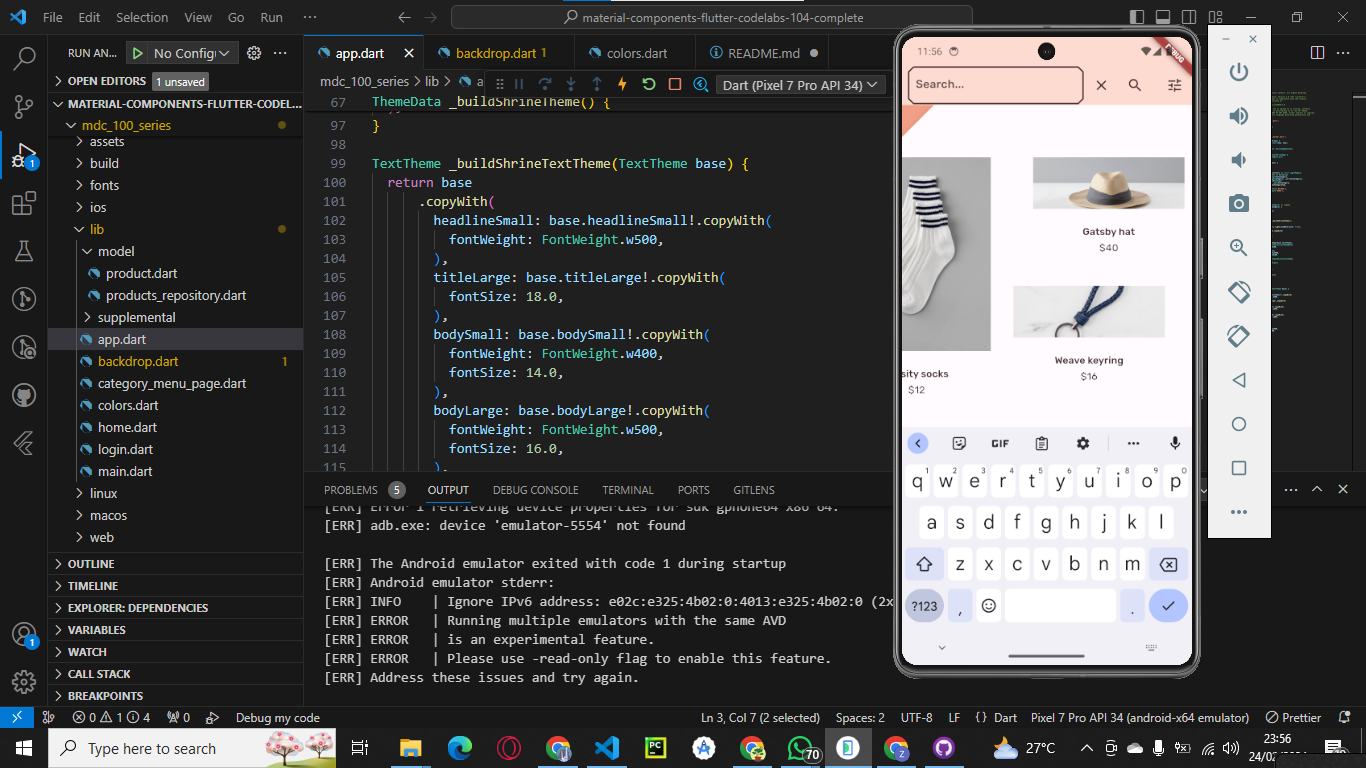 File Edit Selection View Go Run ···
material-components-flutter-codelabs-104-complete
RUN AN... No Config
OPEN EDITORS 1 unsaved
MATERIAL-COMPONENTS-FLUTTER-CODEL...
mdc_100_series
assets
build
fonts
ios
lib
model
product.dart
products_repository.dart
supplemental
app.dart
backdrop.dart 1
category_menu_page.dart
colors.dart
home.dart
login.dart
main.dart
linux
macos
web
OUTLINE
TIMELINE
EXPLORER: DEPENDENCIES
VARIABLES
WATCH
CALL STACK
BREAKPOINTS
1
1
app.dart
backdrop.dart 1
colors.dart
README.md
mdc_100_series > lib >
Dart (Pixel 7 Pro API 34)
67 ThemeData _buildShrineTheme() {
97 }
98
99 TextTheme _buildShrineTextTheme(TextTheme base) {
100 return base
101 .copyWith(
102 headlineSmall: base.headlineSmall!.copyWith(
103 fontWeight: FontWeight.w500,
104 ),
105 titleLarge: base.titleLarge!.copyWith(
106 fontSize: 18.0,
107 ),
108 bodySmall: base.bodySmall!.copyWith(
109 fontWeight: FontWeight.w400,
110 fontSize: 14.0,
111 ),
112 bodyLarge: base.bodyLarge!.copyWith(
113 fontWeight: FontWeight.w500,
114 fontSize: 16.0,
115 ),
PROBLEMS 5 OUTPUT DEBUG CONSOLE TERMINAL PORTS GITLENS
[ERR] Error 1 retrieving device properties for sdk gphone64 x86 64:
[ERR] adb.exe: device 'emulator-5554' not found
[ERR] The Android emulator exited with code 1 during startup
[ERR] Android emulator stderr:
[ERR] INFO | Ignore IPv6 address: e02c:e325:4b02:0:4013:e325:4b02:0 (2x
[ERR] ERROR | Running multiple emulators with the same AVD
[ERR] ERROR | is an experimental feature.
[ERR] ERROR | Please use -read-only flag to enable this feature.
[ERR] Address these issues and try again.
11:56
Search...
Gatsby hat
$40
Weave keyring
$16
sity socks
$12
GIF
q1 w2 e3 r4 t5 y6 u7 i8 o9 p0
a s d f g h j k l
z x c v b n m
?123 , .
0 1 4 0 Debug my code
Ln 3, Col 7 (2 selected) Spaces: 2 UTF-8 LF {} Dart Pixel 7 Pro API 34 (android-x64 emulator) Prettier
Type here to search
PC
70
Z
27°C
23:56